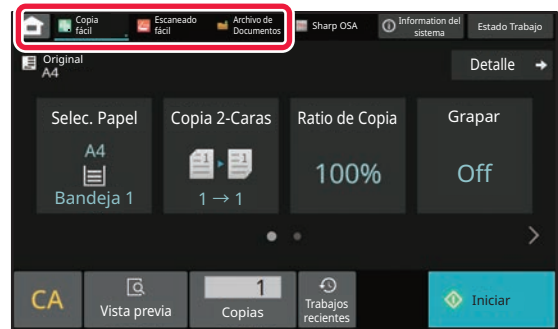 Copia
fácil
Escaneado
fácil
Archivo de
Documentos
Sharp OSA
Information del
sistema
Estado Trabajo
Original
A4
Detalle
Selec. Papel
A4
Bandeja 1
Copia 2-Caras
1 1
1 → 1
Ratio de Copia
100%
Grapar
Off
CA
Vista previa
1
Copias
Trabajos
recientes
Iniciar